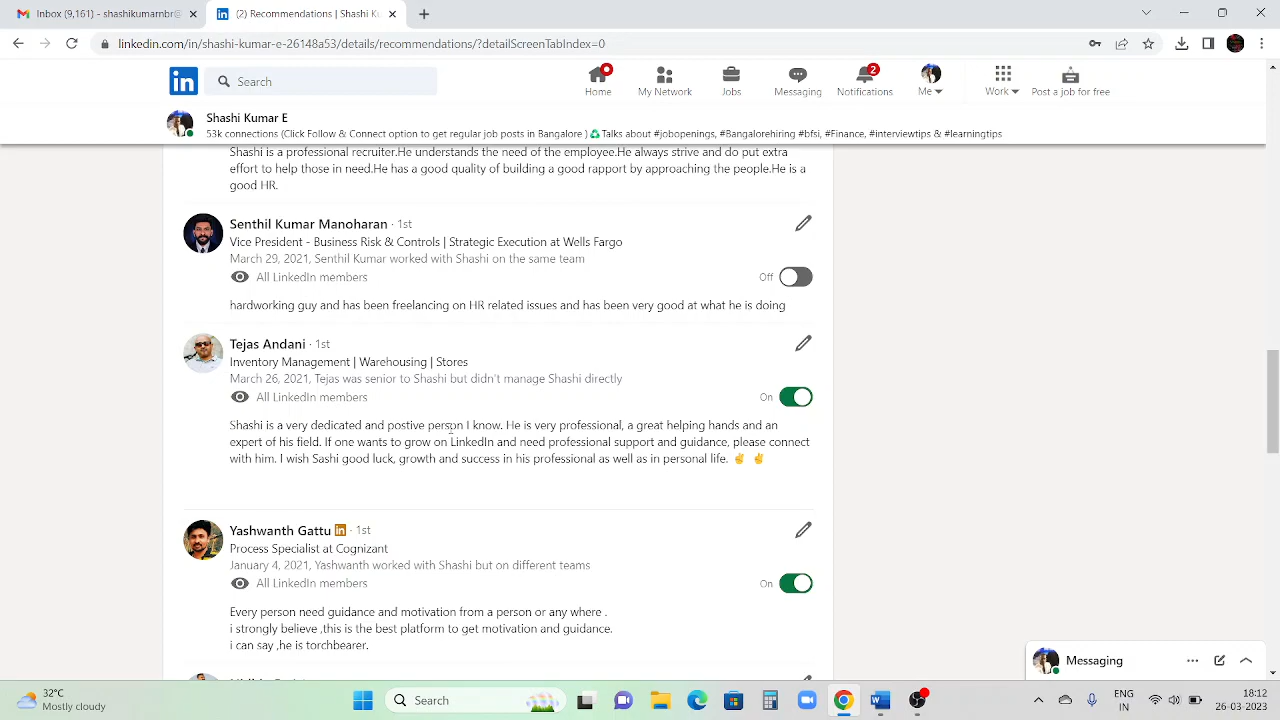 Inbox (9,161) - shashikumarnbr@
(2) Recommendations | Shashi Ku
linkedin.com/in/shashi-kumar-e-26148a53/details/recommendations/?detailScreenTabIndex=0
in
Search
2
Home
My Network
Jobs
Messaging
Notifications
Me
Work
Post a job for free
Shashi Kumar E
53k connections (Click Follow & Connect option to get regular job posts in Bangalore ) ♻️Talks about #jobopenings, #Bangalorehiring #bfsi, #Finance, #interviewtips & #learningtips
Shashi is a professional recruiter.He understands the need of the employee.He always strive and do put extra
effort to help those in need.He has a good quality of building a good rapport by approaching the people.He is a
good HR.
Senthil Kumar Manoharan · 1st
Vice President - Business Risk & Controls | Strategic Execution at Wells Fargo
March 29, 2021, Senthil Kumar worked with Shashi on the same team
All LinkedIn members
Off
hardworking guy and has been freelancing on HR related issues and has been very good at what he is doing
Tejas Andani · 1st
Inventory Management | Warehousing | Stores
March 26, 2021, Tejas was senior to Shashi but didn't manage Shashi directly
All LinkedIn members
On
Shashi is a very dedicated and postive person I know. He is very professional, a great helping hands and an
expert of his field. If one wants to grow on LinkedIn and need professional support and guidance, please connect
with him. I wish Sashi good luck, growth and success in his professional as well as in personal life. ✌️ ✌️
Yashwanth Gattu in · 1st
Process Specialist at Cognizant
January 4, 2021, Yashwanth worked with Shashi but on different teams
All LinkedIn members
On
Every person need guidance and motivation from a person or any where .
i strongly believe ,this is the best platform to get motivation and guidance.
i can say ,he is torchbearer.
Messaging
32°C
Mostly cloudy
Search
ENG
IN
18:12
26-03-2023